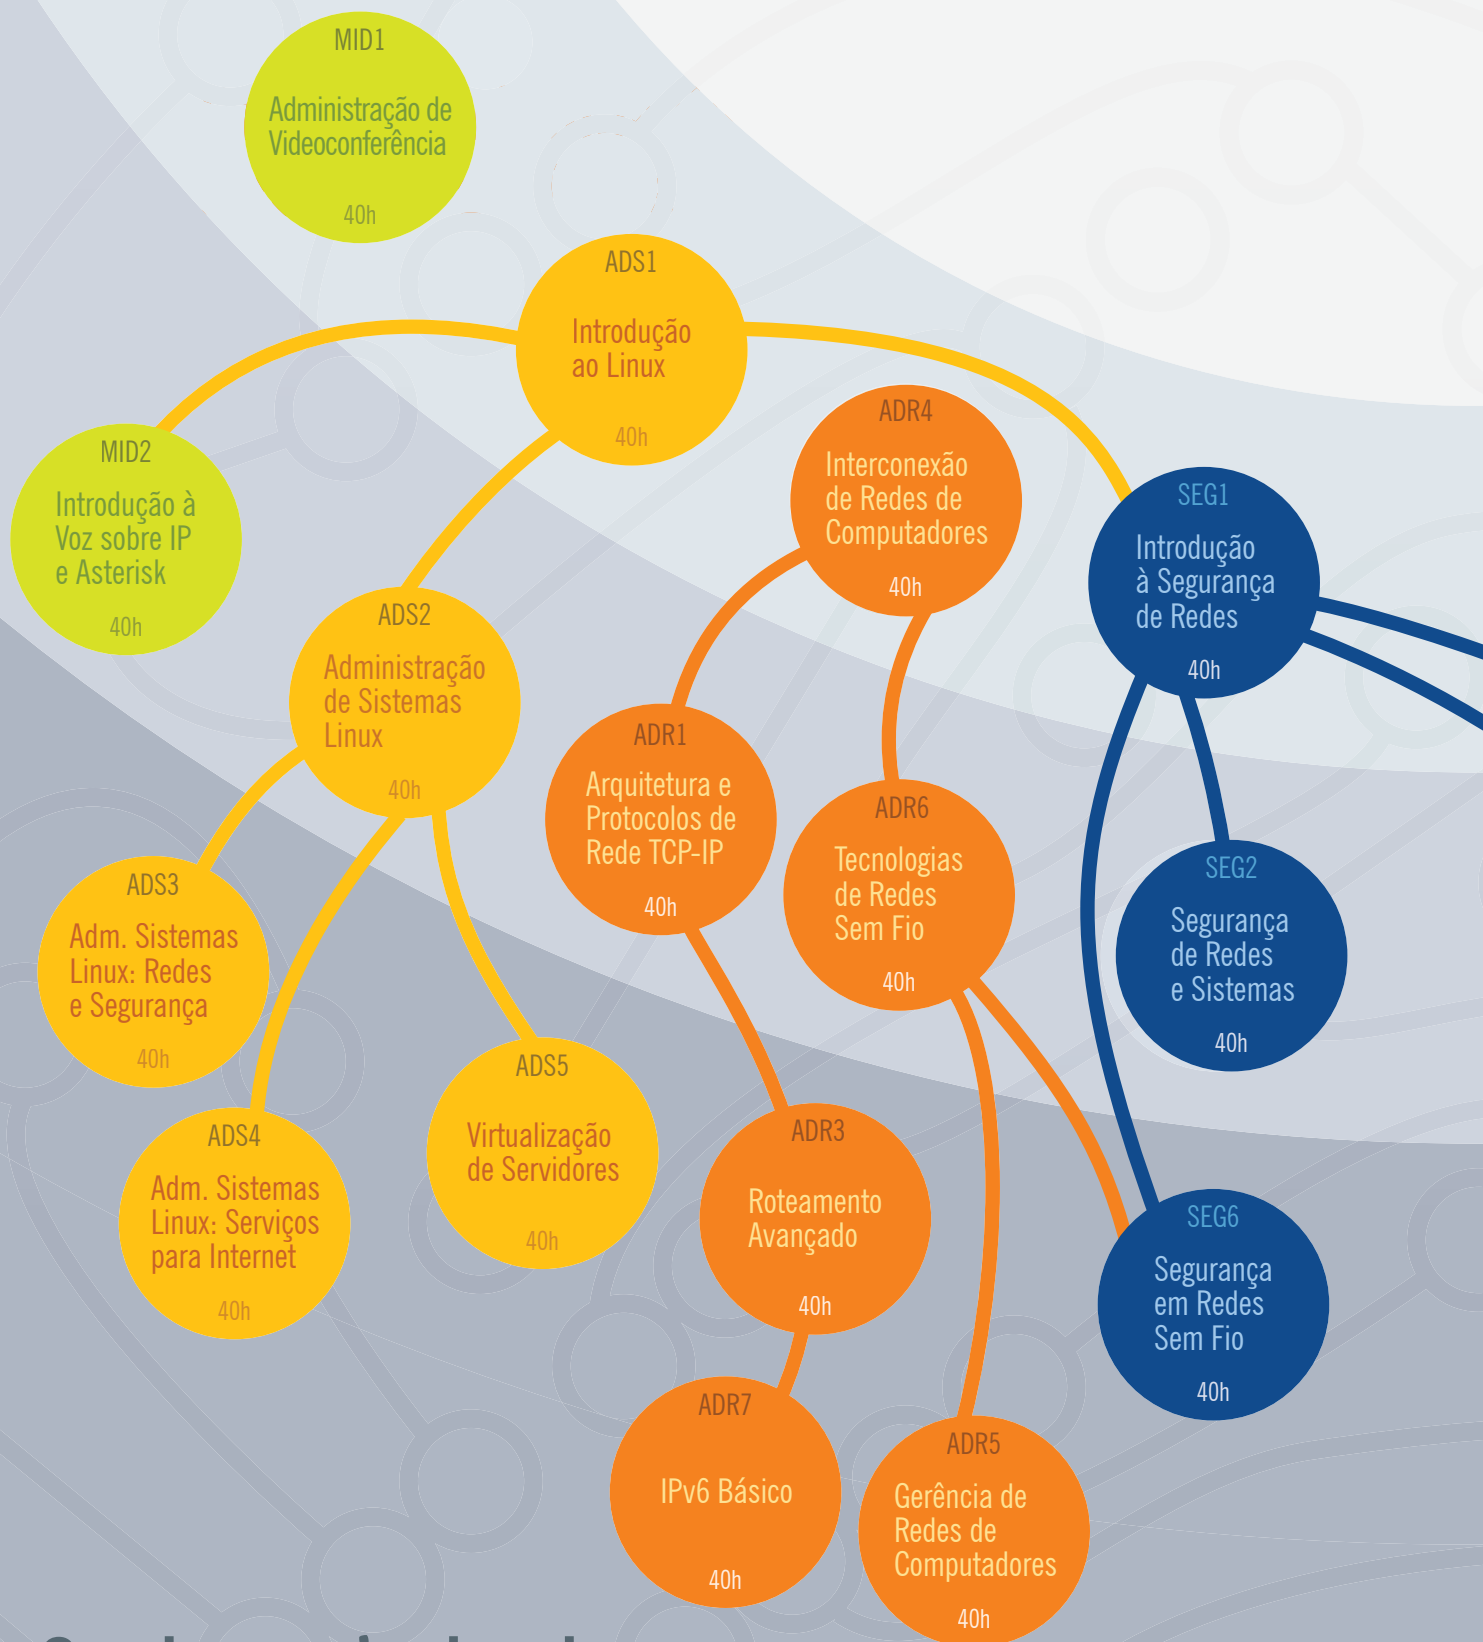 MID1
Administração de
Videoconferência
40h
ADS1
Introdução
ao Linux
40h
MID2
Introdução à
Voz sobre IP
e Asterisk
40h
ADR4
Interconexão
de Redes de
Computadores
40h
SEG1
Introdução
à Segurança
de Redes
40h
ADS2
Administração
de Sistemas
Linux
40h
ADR1
Arquitetura e
Protocolos de
Rede TCP-IP
40h
ADR6
Tecnologias
de Redes
Sem Fio
40h
SEG2
Segurança
de Redes
e Sistemas
40h
ADS3
Adm. Sistemas
Linux: Redes
e Segurança
40h
ADS4
Adm. Sistemas
Linux: Serviços
para Internet
40h
ADS5
Virtualização
de Servidores
40h
ADR3
Roteamento
Avançado
40h
SEG6
Segurança
em Redes
Sem Fio
40h
ADR7
IPv6 Básico
40h
ADR5
Gerência de
Redes de
Computadores
40h